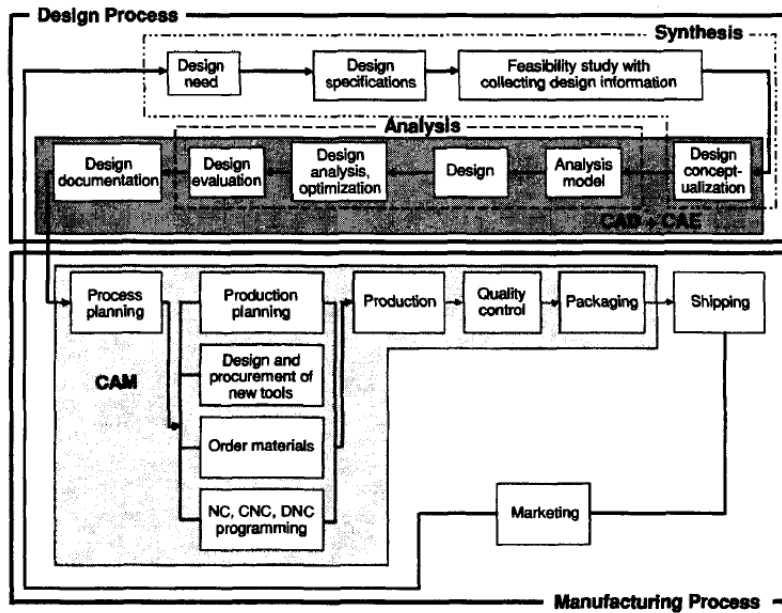 Design Process
Synthesis
Design
need
Design
specifications
Feasibility study with
collecting design information
Analysis
Design
documentation
Design
evaluation
Design
analysis,
optimization
Design
Analysis
model
Design
concept-
ualization
CAD + CAE
Process
planning
Production
planning
Production
Quality
control
Packaging
Shipping
CAM
Design and
procurement of
new tools
Order materials
NC, CNC, DNC
programming
Marketing
Manufacturing Process